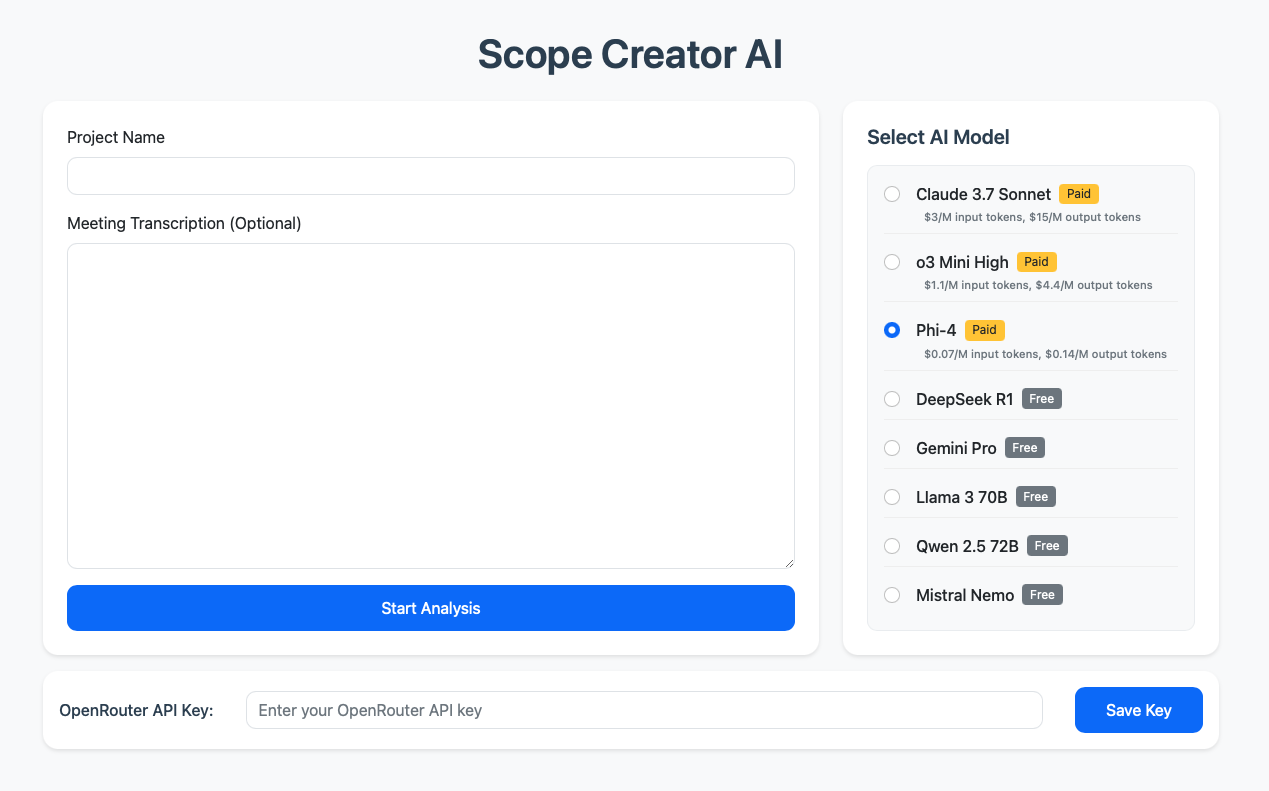 Scope Creator AI
Project Name
Meeting Transcription (Optional)
Start Analysis
Select AI Model
Claude 3.7 Sonnet Paid
$3/M input tokens, $15/M output tokens
o3 Mini High Paid
$1.1/M input tokens, $4.4/M output tokens
Phi-4 Paid
$0.07/M input tokens, $0.14/M output tokens
DeepSeek R1 Free
Gemini Pro Free
Llama 3 70B Free
Qwen 2.5 72B Free
Mistral Nemo Free
OpenRouter API Key: Enter your OpenRouter API key Save Key